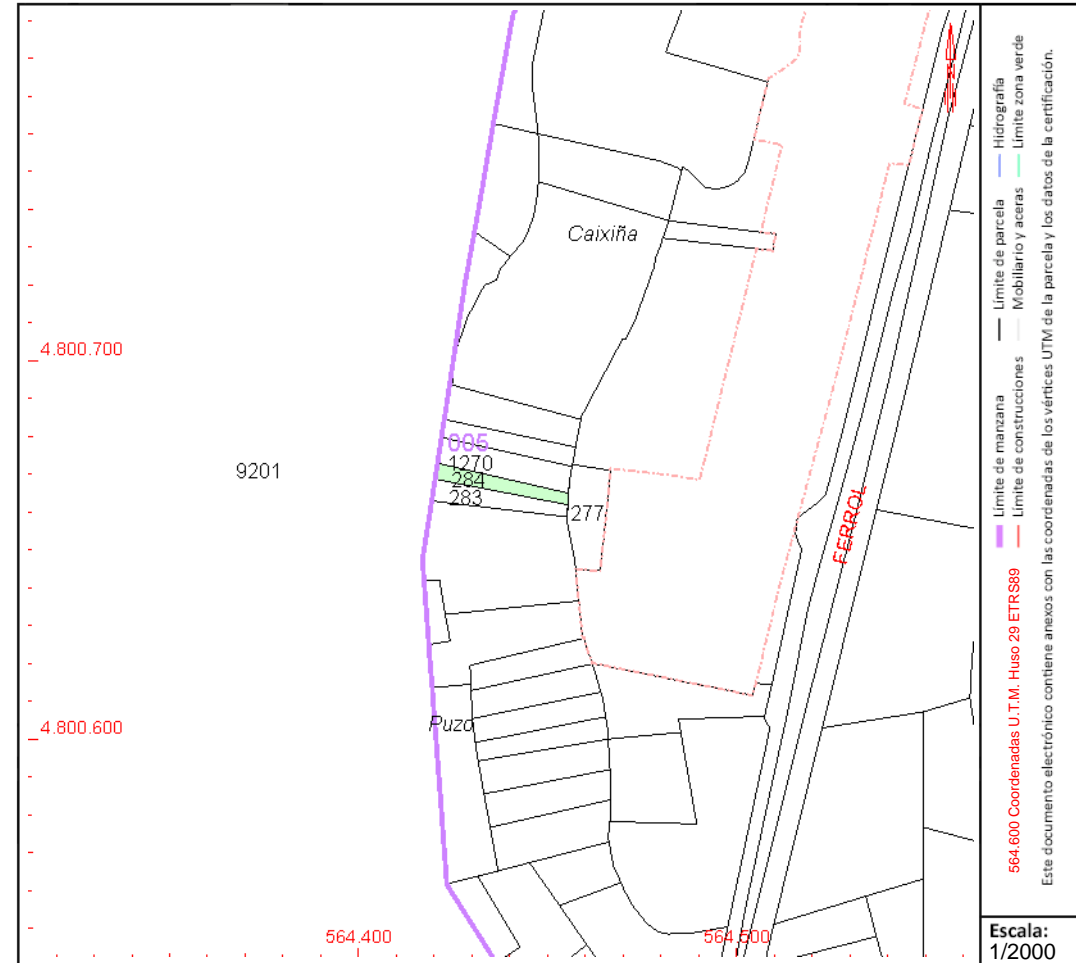 Caixiña
4.800.700
005
1270
9201
284
283
277
FERROL
4.800.600
Puzo
564.400
564.500
Límite de manzana
Límite de parcela
Hidrografía
564.600 Coordenadas U.T.M. Huso 29 ETRS89
Límite de construcciones
Mobiliario y aceras
Límite zona verde
Este documento electrónico contiene anexos con las coordenadas de los vértices UTM de la parcela y los datos de la certificación.
Escala:
1/2000